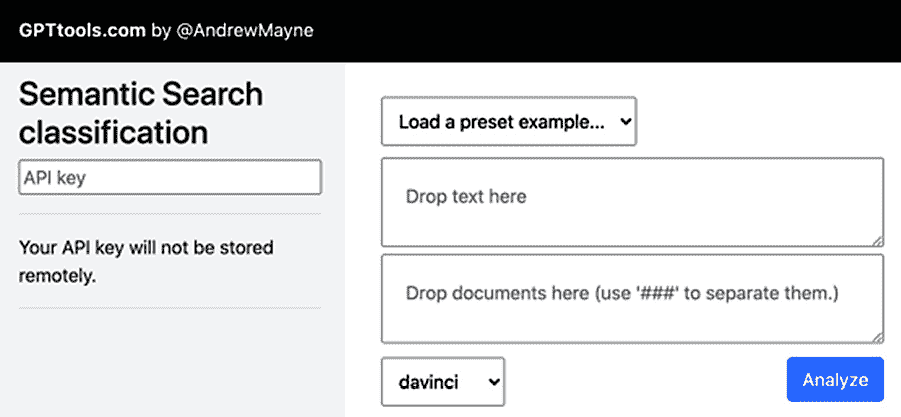 GPTtools.com by @AndrewMayne
Semantic Search
classification
API key
Your API key will not be stored
remotely.
Load a preset example...
Drop text here
Drop documents here (use '###' to separate them.)
davinci
Analyze